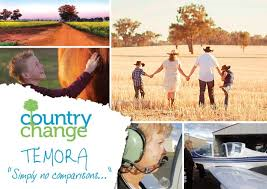 country
change
TEMORA
"Simply no comparisons..."